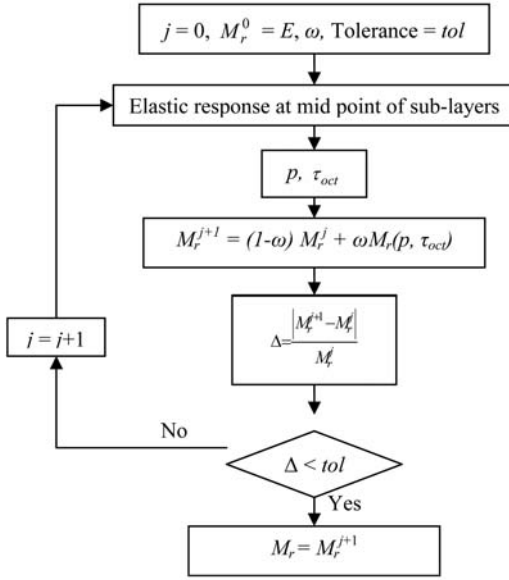 j = 0, M_r^0 = E, ω, Tolerance = tol
Elastic response at mid point of sub-layers
p, τ_oct
M_r^{j+1} = (1-ω) M_r^j + ωM_r(p, τ_oct)
Δ=|M_r^{j+1}−M_r^j| / M_r^j
j = j+1
No
Δ < tol
Yes
M_r = M_r^{j+1}